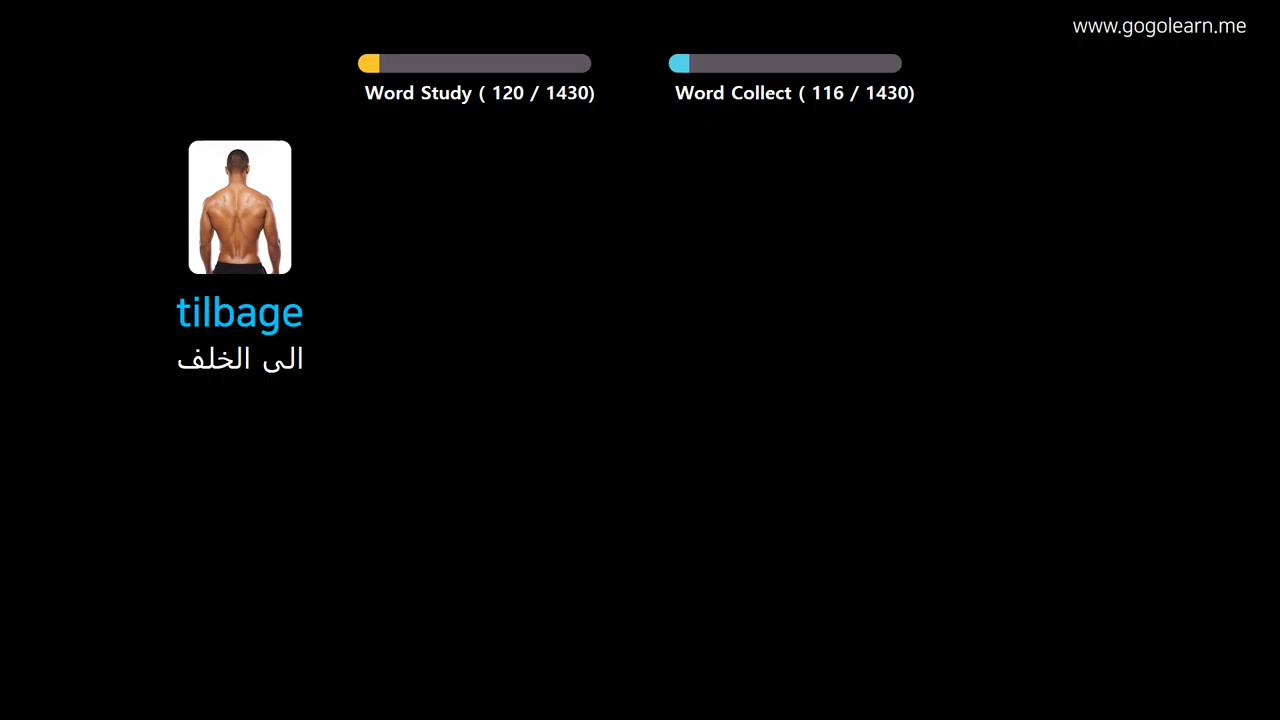 www.gogolearn.me
Word Study ( 120 / 1430)
Word Collect ( 116 / 1430)
tilbage
الى الخلف